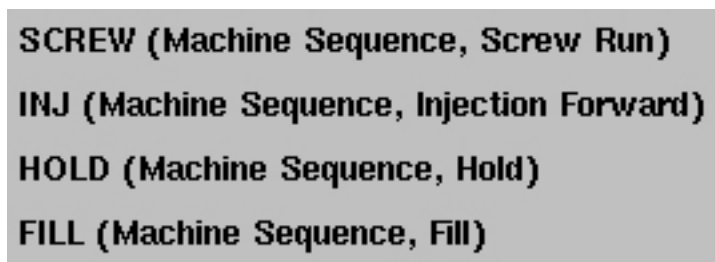 SCREW (Machine Sequence, Screw Run)
INJ (Machine Sequence, Injection Forward)
HOLD (Machine Sequence, Hold)
FILL (Machine Sequence, Fill)